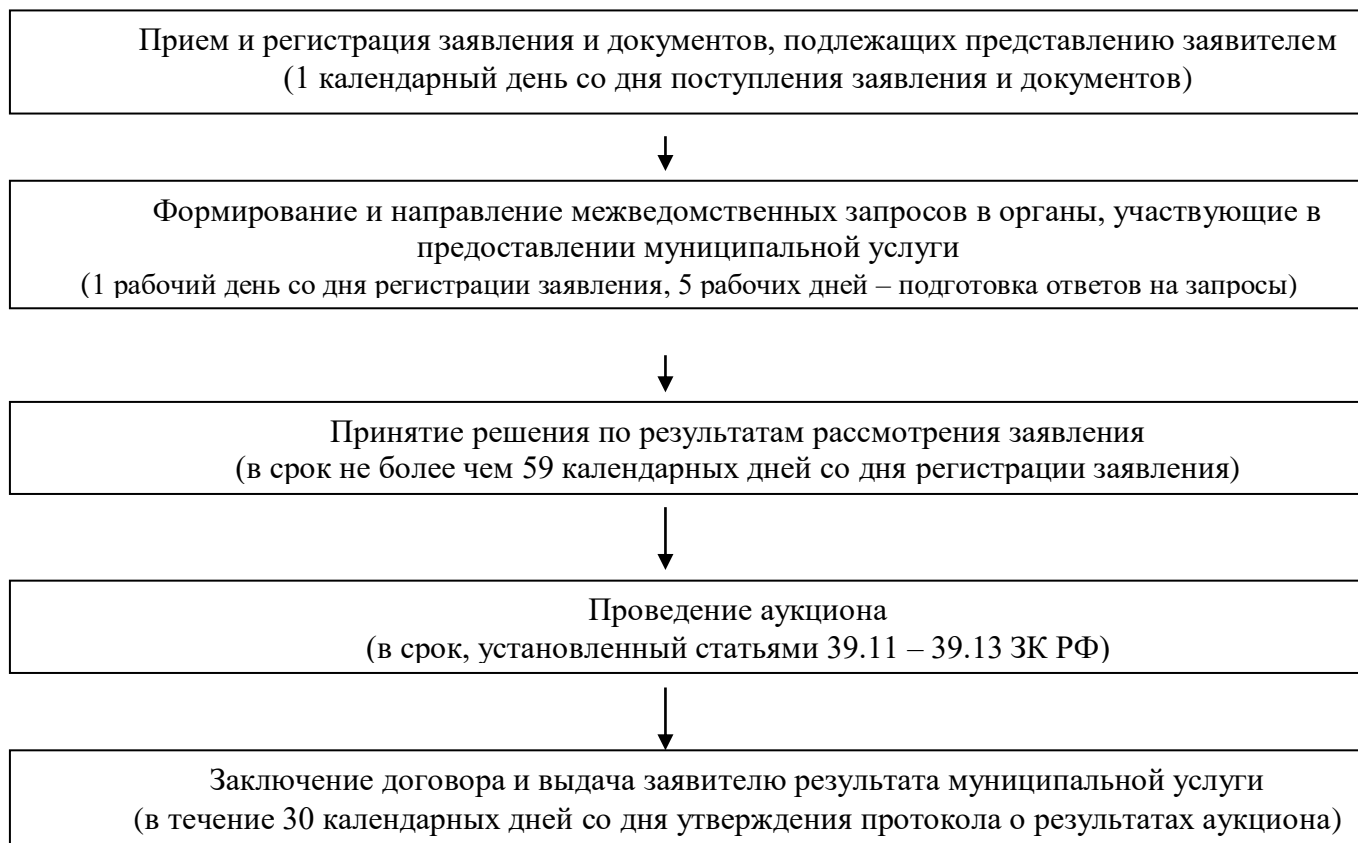 Прием и регистрация заявления и документов, подлежащих представлению заявителем
(1 календарный день со дня поступления заявления и документов)
Формирование и направление межведомственных запросов в органы, участвующие в
предоставлении муниципальной услуги
(1 рабочий день со дня регистрации заявления, 5 рабочих дней – подготовка ответов на запросы)
Принятие решения по результатам рассмотрения заявления
(в срок не более чем 59 календарных дней со дня регистрации заявления)
Проведение аукциона
(в срок, установленный статьями 39.11 – 39.13 ЗК РФ)
Заключение договора и выдача заявителю результата муниципальной услуги
(в течение 30 календарных дней со дня утверждения протокола о результатах аукциона)